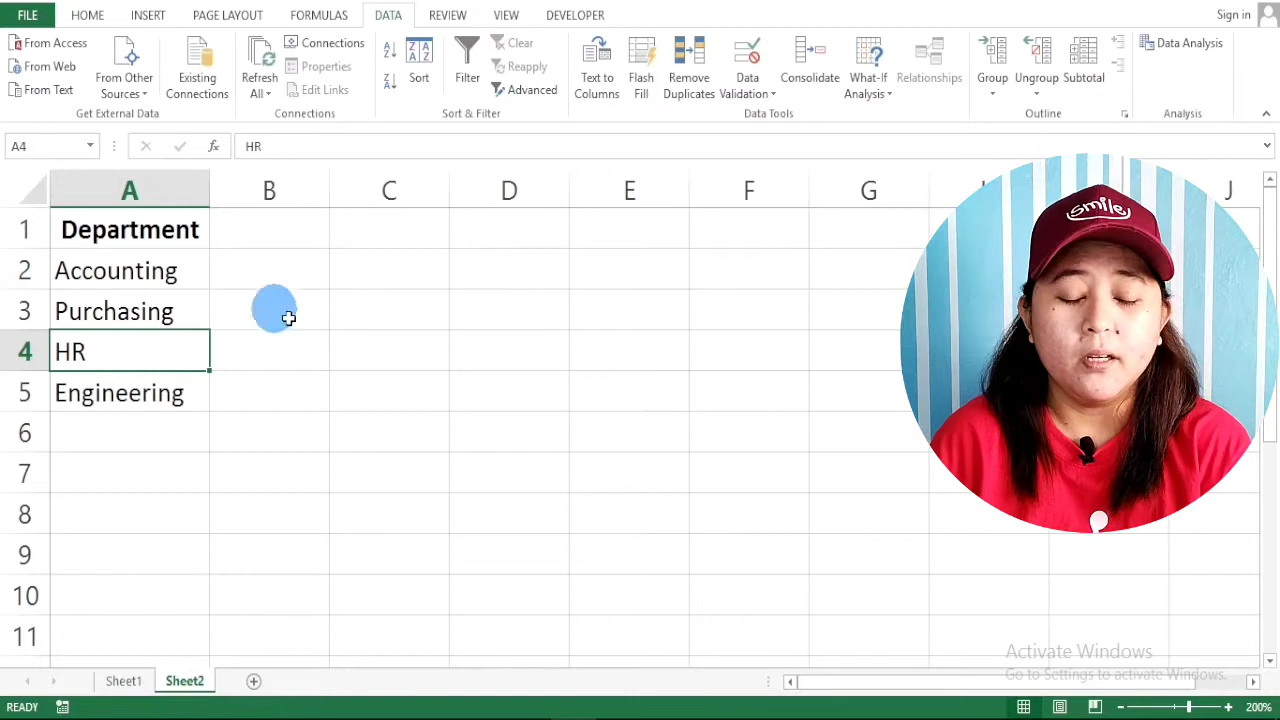 FILE HOME INSERT PAGE LAYOUT FORMULAS DATA REVIEW VIEW DEVELOPER Sign in
From Access
From Web
From Text
From Other
Sources
Existing
Connections
Get External Data
Refresh
All
Connections
Properties
Edit Links
Connections
Sort
Filter
Clear
Reapply
Advanced
Sort & Filter
Text to
Columns
Flash
Fill
Remove
Duplicates
Data
Validation
Consolidate
What-If
Analysis
Relationships
Data Tools
Group
Ungroup
Subtotal
Outline
Data Analysis
Analysis
A4 fx HR
A B C D E F G J
1 Department
2 Accounting
3 Purchasing
4 HR
5 Engineering
6
7
8
9
10
11
smile
Activate Windows
Go to Settings to activate Windows.
Sheet1 Sheet2
READY 200%